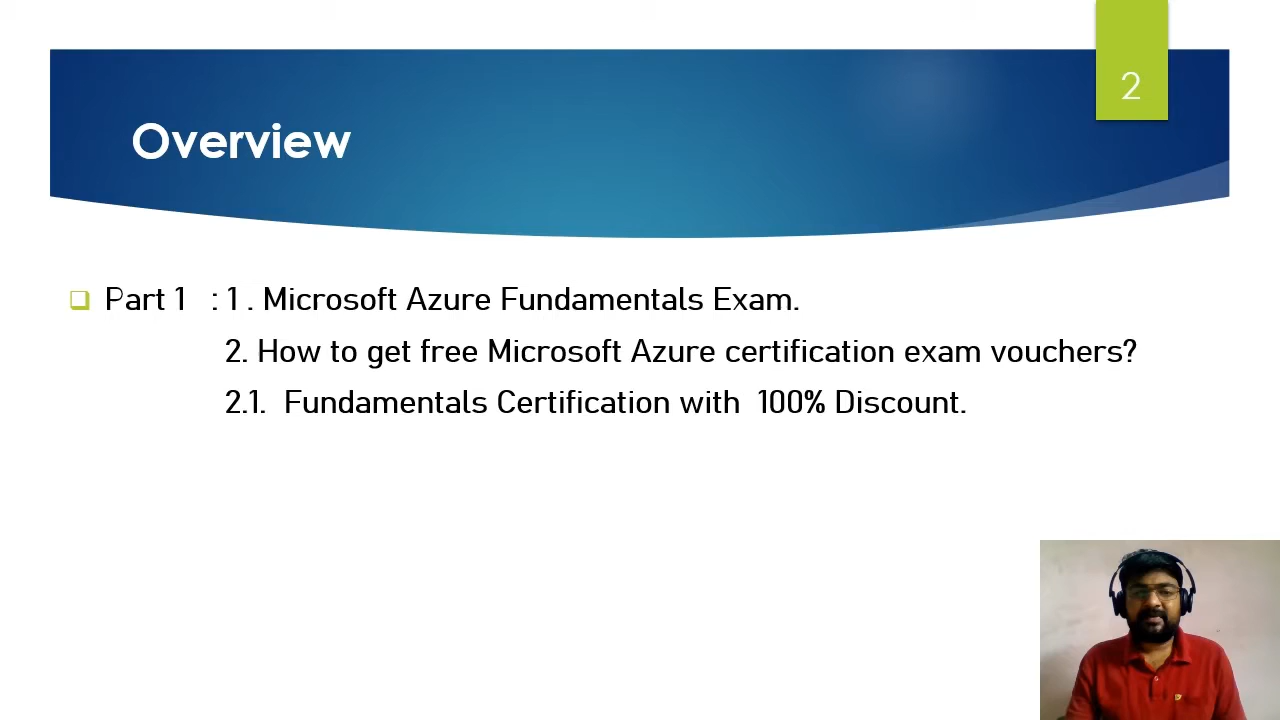 2
Overview
Part 1 : 1 . Microsoft Azure Fundamentals Exam.
2. How to get free Microsoft Azure certification exam vouchers?
2.1. Fundamentals Certification with 100% Discount.